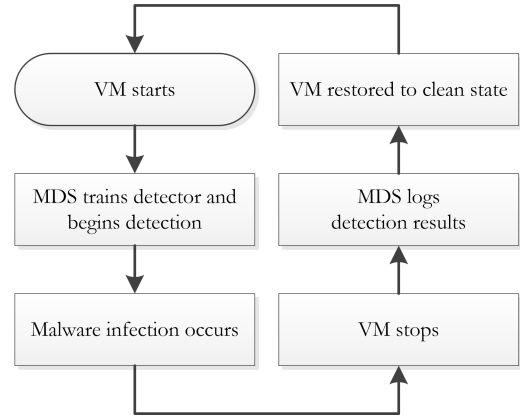 VM starts
MDS trains detector and
begins detection
Malware infection occurs
VM stops
MDS logs
detection results
VM restored to clean state